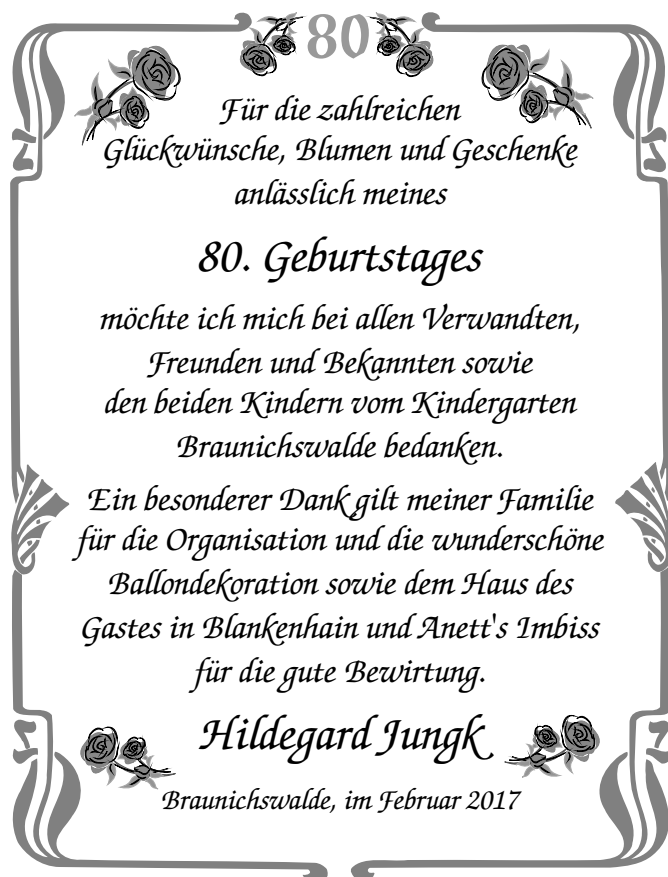 80
Für die zahlreichen
Glückwünsche, Blumen und Geschenke
anlässlich meines
80. Geburtstages
möchte ich mich bei allen Verwandten,
Freunden und Bekannten sowie
den beiden Kindern vom Kindergarten
Braunichswalde bedanken.
Ein besonderer Dank gilt meiner Familie
für die Organisation und die wunderschöne
Ballondekoration sowie dem Haus des
Gastes in Blankenhain und Anett's Imbiss
für die gute Bewirtung.
Hildegard Jungk
Braunichswalde, im Februar 2017